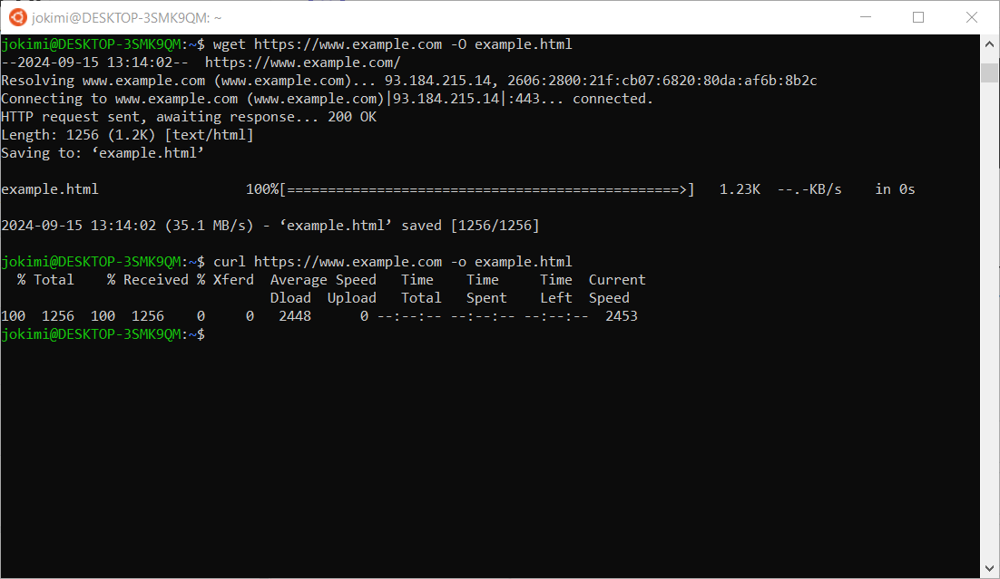 jokimi@DESKTOP-3SMK9QM: ~
jokimi@DESKTOP-3SMK9QM:~$ wget https://www.example.com -O example.html
--2024-09-15 13:14:02--  https://www.example.com/
Resolving www.example.com (www.example.com)... 93.184.215.14, 2606:2800:21f:cb07:6820:80da:af6b:8b2c
Connecting to www.example.com (www.example.com)|93.184.215.14|:443... connected.
HTTP request sent, awaiting response... 200 OK
Length: 1256 (1.2K) [text/html]
Saving to: ‘example.html’
example.html                  100%[================================================>]   1.23K  --.-KB/s    in 0s
2024-09-15 13:14:02 (35.1 MB/s) - ‘example.html’ saved [1256/1256]
jokimi@DESKTOP-3SMK9QM:~$ curl https://www.example.com -o example.html
  % Total    % Received % Xferd  Average Speed   Time    Time     Time  Current
                                 Dload  Upload   Total   Spent    Left  Speed
100  1256  100  1256    0     0   2448      0 --:--:-- --:--:-- --:--:--  2453
jokimi@DESKTOP-3SMK9QM:~$